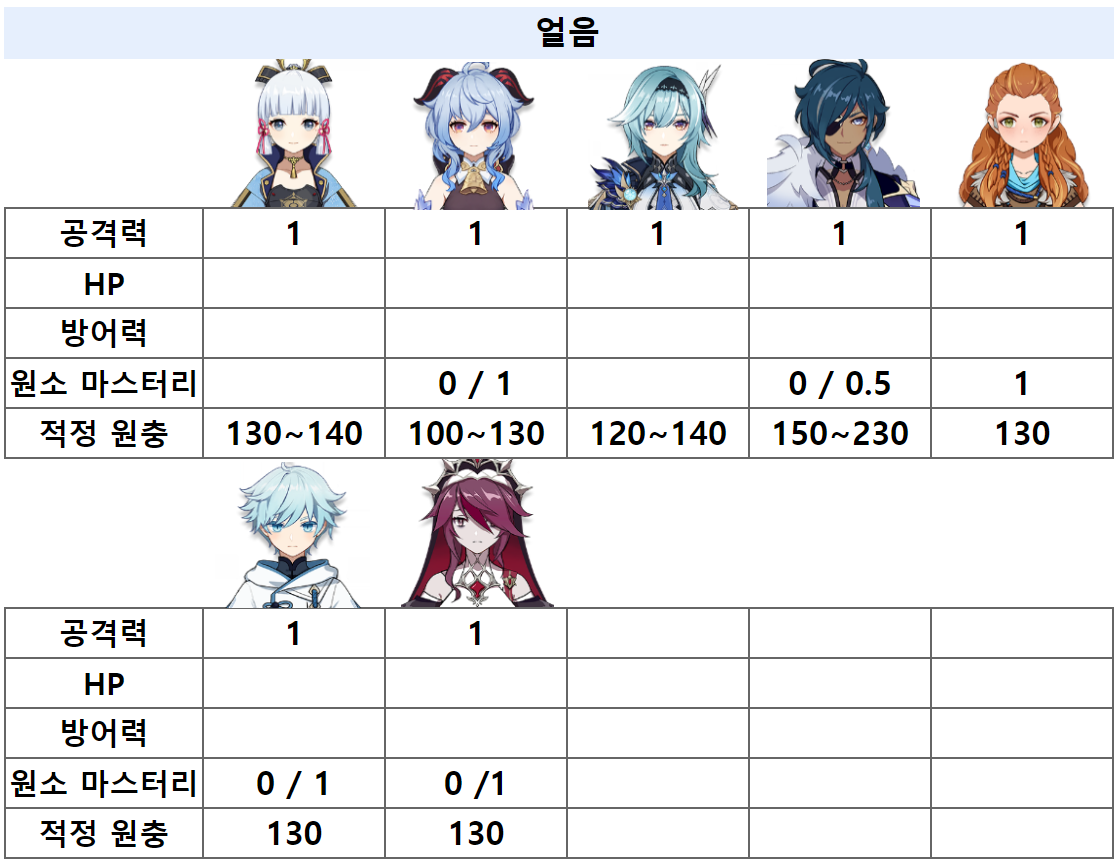 얼음
공격력 1 1 1 1 1
HP
방어력
원소 마스터리 0 / 1 0 / 0.5 1
적정 원충 130~140 100~130 120~140 150~230 130
공격력 1 1
HP
방어력
원소 마스터리 0 / 1 0 /1
적정 원충 130 130